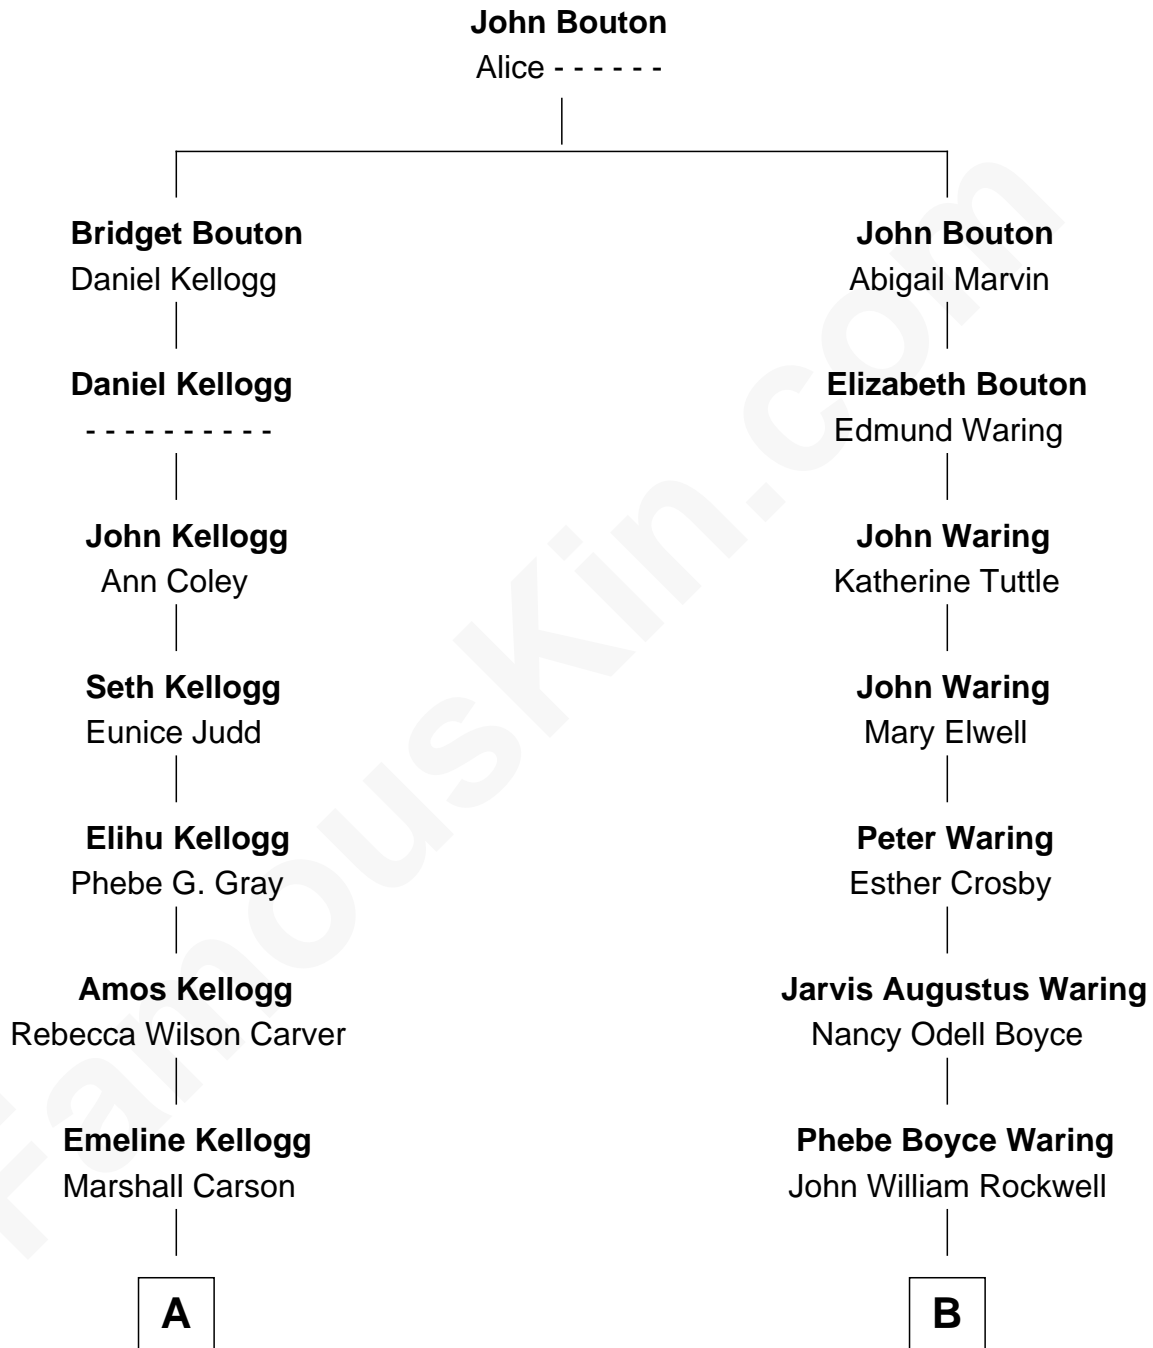 John Bouton
Alice - - - - - -
Bridget Bouton
Daniel Kellogg
John Bouton
Abigail Marvin
Daniel Kellogg
- - - - - - - - - -
Elizabeth Bouton
Edmund Waring
John Kellogg
Ann Coley
John Waring
Katherine Tuttle
Seth Kellogg
Eunice Judd
John Waring
Mary Elwell
Elihu Kellogg
Phebe G. Gray
Peter Waring
Esther Crosby
Amos Kellogg
Rebecca Wilson Carver
Jarvis Augustus Waring
Nancy Odell Boyce
Emeline Kellogg
Marshall Carson
Phebe Boyce Waring
John William Rockwell
A
B
FamousKin.com